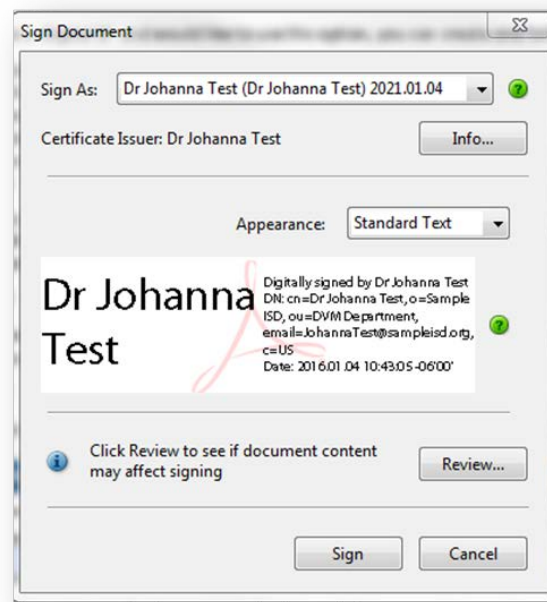 Sign Document
Sign As:
Dr Johanna Test (Dr Johanna Test) 2021.01.04
Certificate Issuer: Dr Johanna Test
Info...
Appearance:
Standard Text
Dr Johanna
Test
Digitally signed by Dr Johanna Test
DN: cn=Dr Johanna Test, o=Sample
ISD, ou=DVM Department,
email=JohannaTest@sampleisd.org,
c=US
Date: 2016.01.04 10:43:05 -06'00'
Click Review to see if document content
may affect signing
Review...
Sign
Cancel